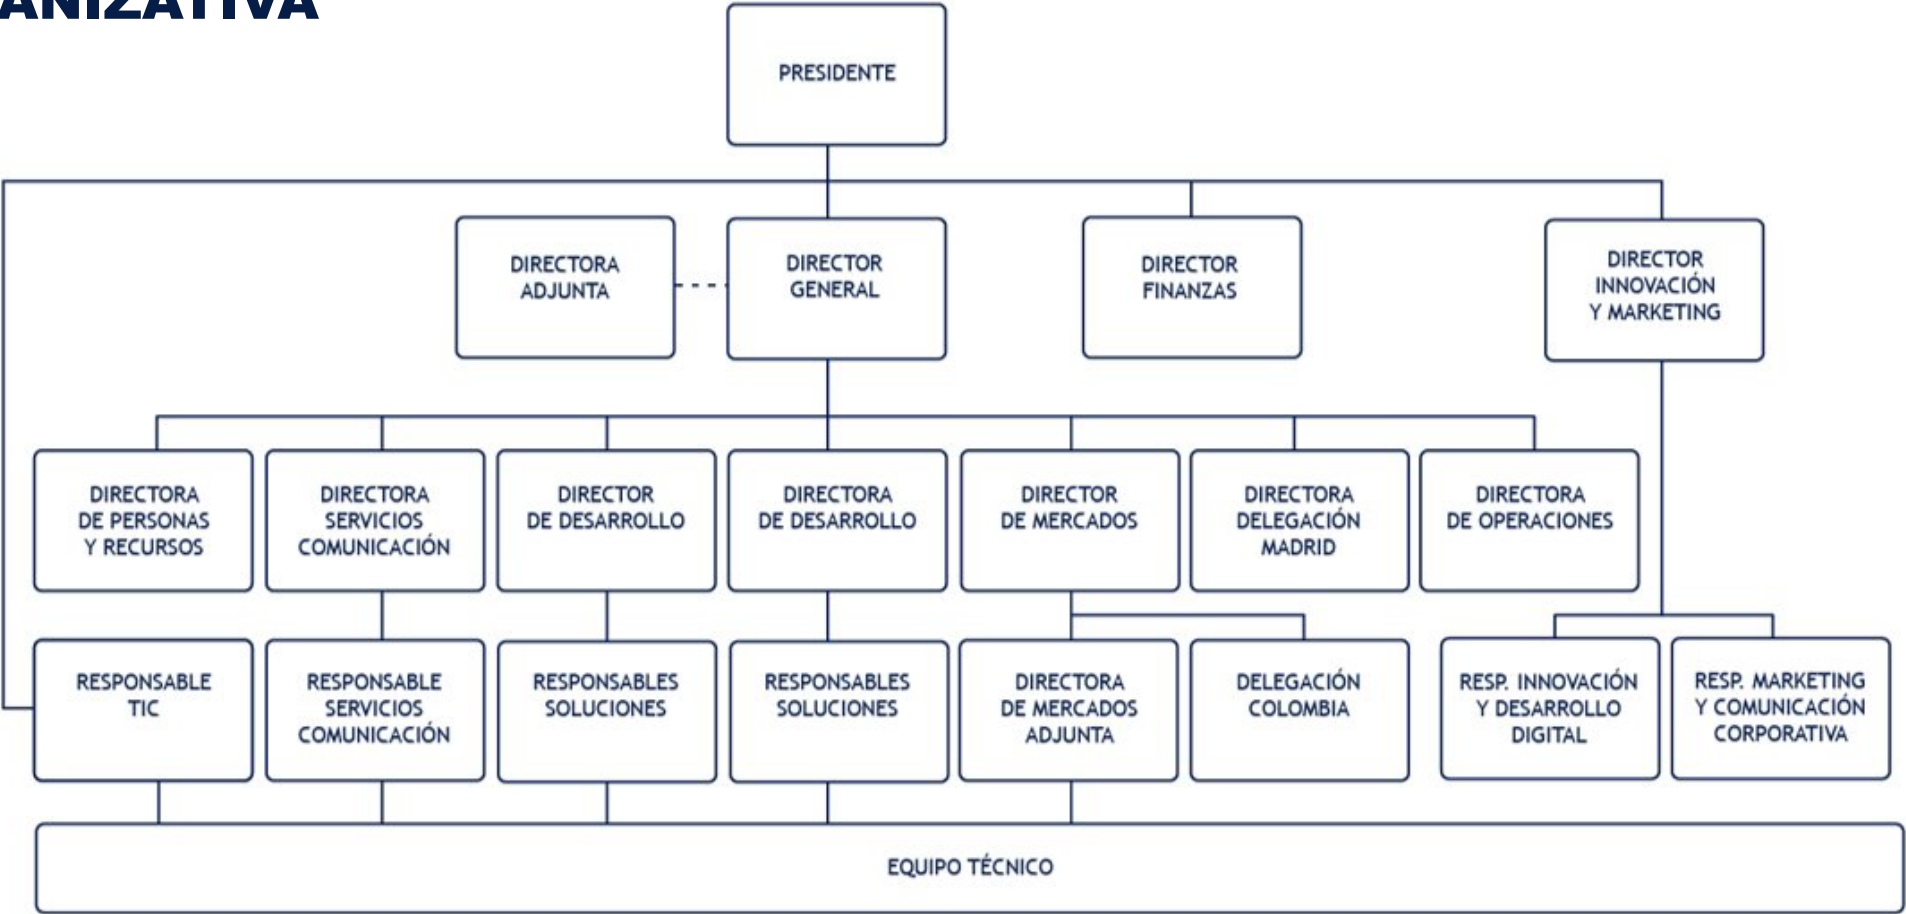 ANIZATIVA
PRESIDENTE
DIRECTORA
ADJUNTA
DIRECTOR
GENERAL
DIRECTOR
FINANZAS
DIRECTOR
INNOVACIÓN
Y MARKETING
DIRECTORA
DE PERSONAS
Y RECURSOS
DIRECTORA
SERVICIOS
COMUNICACIÓN
DIRECTOR
DE DESARROLLO
DIRECTORA
DE DESARROLLO
DIRECTOR
DE MERCADOS
DIRECTORA
DELEGACIÓN
MADRID
DIRECTORA
DE OPERACIONES
RESPONSABLE
TIC
RESPONSABLE
SERVICIOS
COMUNICACIÓN
RESPONSABLES
SOLUCIONES
RESPONSABLES
SOLUCIONES
DIRECTORA
DE MERCADOS
ADJUNTA
DELEGACIÓN
COLOMBIA
RESP. INNOVACIÓN
Y DESARROLLO
DIGITAL
RESP. MARKETING
Y COMUNICACIÓN
CORPORATIVA
EQUIPO TÉCNICO